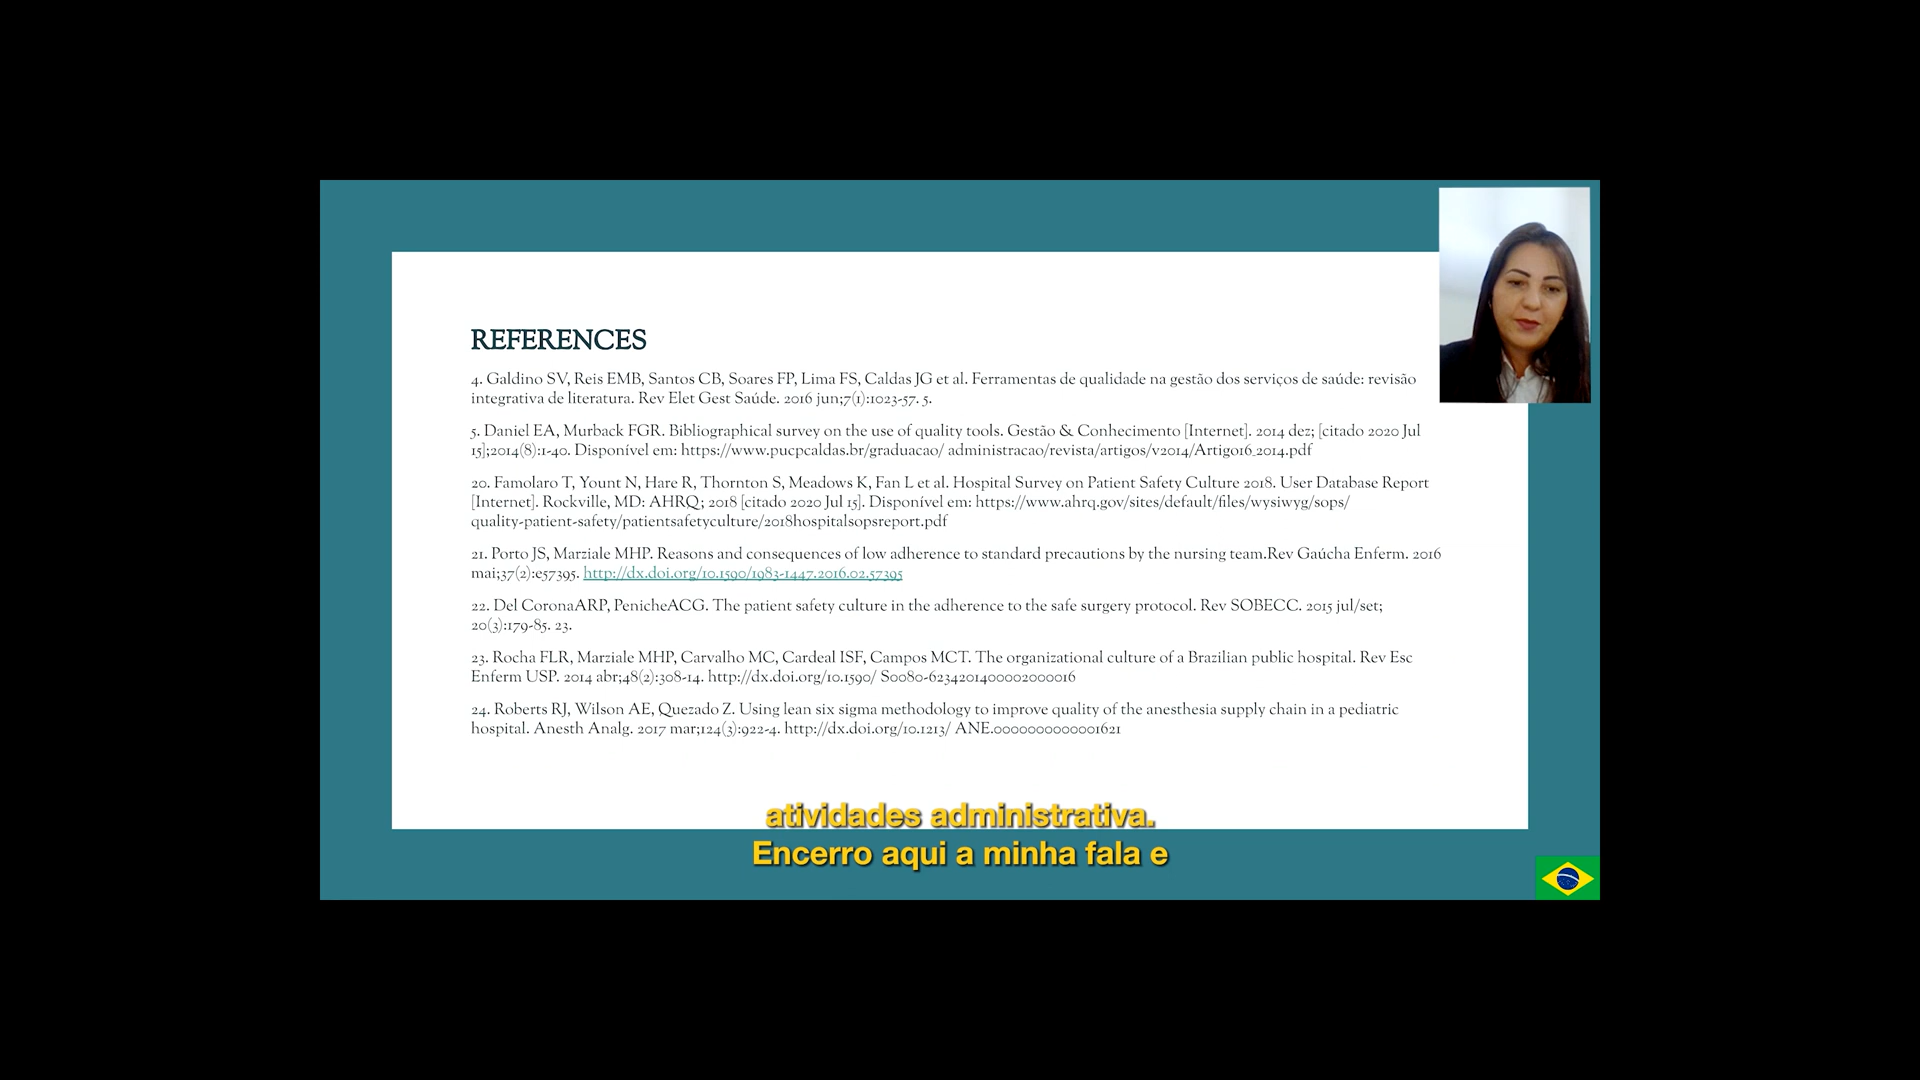 REFERENCES
4. Galdino SV, Reis EMB, Santos CB, Soares FP, Lima FS, Caldas JG et al. Ferramentas de qualidade na gestão dos serviços de saúde: revisão
integrativa de literatura. Rev Elet Gest Saúde. 2016 jun;7(1):1023-57. 5.
5. Daniel EA, Murback FGR. Bibliographical survey on the use of quality tools. Gestão & Conhecimento [Internet]. 2014 dez; [citado 2020 Jul
15];2014(8):1-40. Disponível em: https://www.pucpcaldas.br/graduacao/ administracao/revista/artigos/v2014/Artigo16_2014.pdf
20. Famolaro T, Yount N, Hare R, Thornton S, Meadows K, Fan L et al. Hospital Survey on Patient Safety Culture 2018. User Database Report
[Internet]. Rockville, MD: AHRQ; 2018 [citado 2020 Jul 15]. Disponível em: https://www.ahrq.gov/sites/default/files/wysiwyg/sops/
quality-patient-safety/patientsafetyculture/2018hospitalsopsreport.pdf
21. Porto JS, Marziale MHP. Reasons and consequences of low adherence to standard precautions by the nursing team.Rev Gaúcha Enferm. 2016
mai;37(2):e57395. http://dx.doi.org/10.1590/1983-1447.2016.02.57395
22. Del CoronaARP, PenicheACG. The patient safety culture in the adherence to the safe surgery protocol. Rev SOBECC. 2015 jul/set;
20(3):179-85. 23.
23. Rocha FLR, Marziale MHP, Carvalho MC, Cardeal ISF, Campos MCT. The organizational culture of a Brazilian public hospital. Rev Esc
Enferm USP. 2014 abr;48(2):308-14. http://dx.doi.org/10.1590/ S0080-6234201400002000016
24. Roberts RJ, Wilson AE, Quezado Z. Using lean six sigma methodology to improve quality of the anesthesia supply chain in a pediatric
hospital. Anesth Analg. 2017 mar;124(3):922-4. http://dx.doi.org/10.1213/ ANE.0000000000001621
atividades administrativa.
Encerro aqui a minha fala e